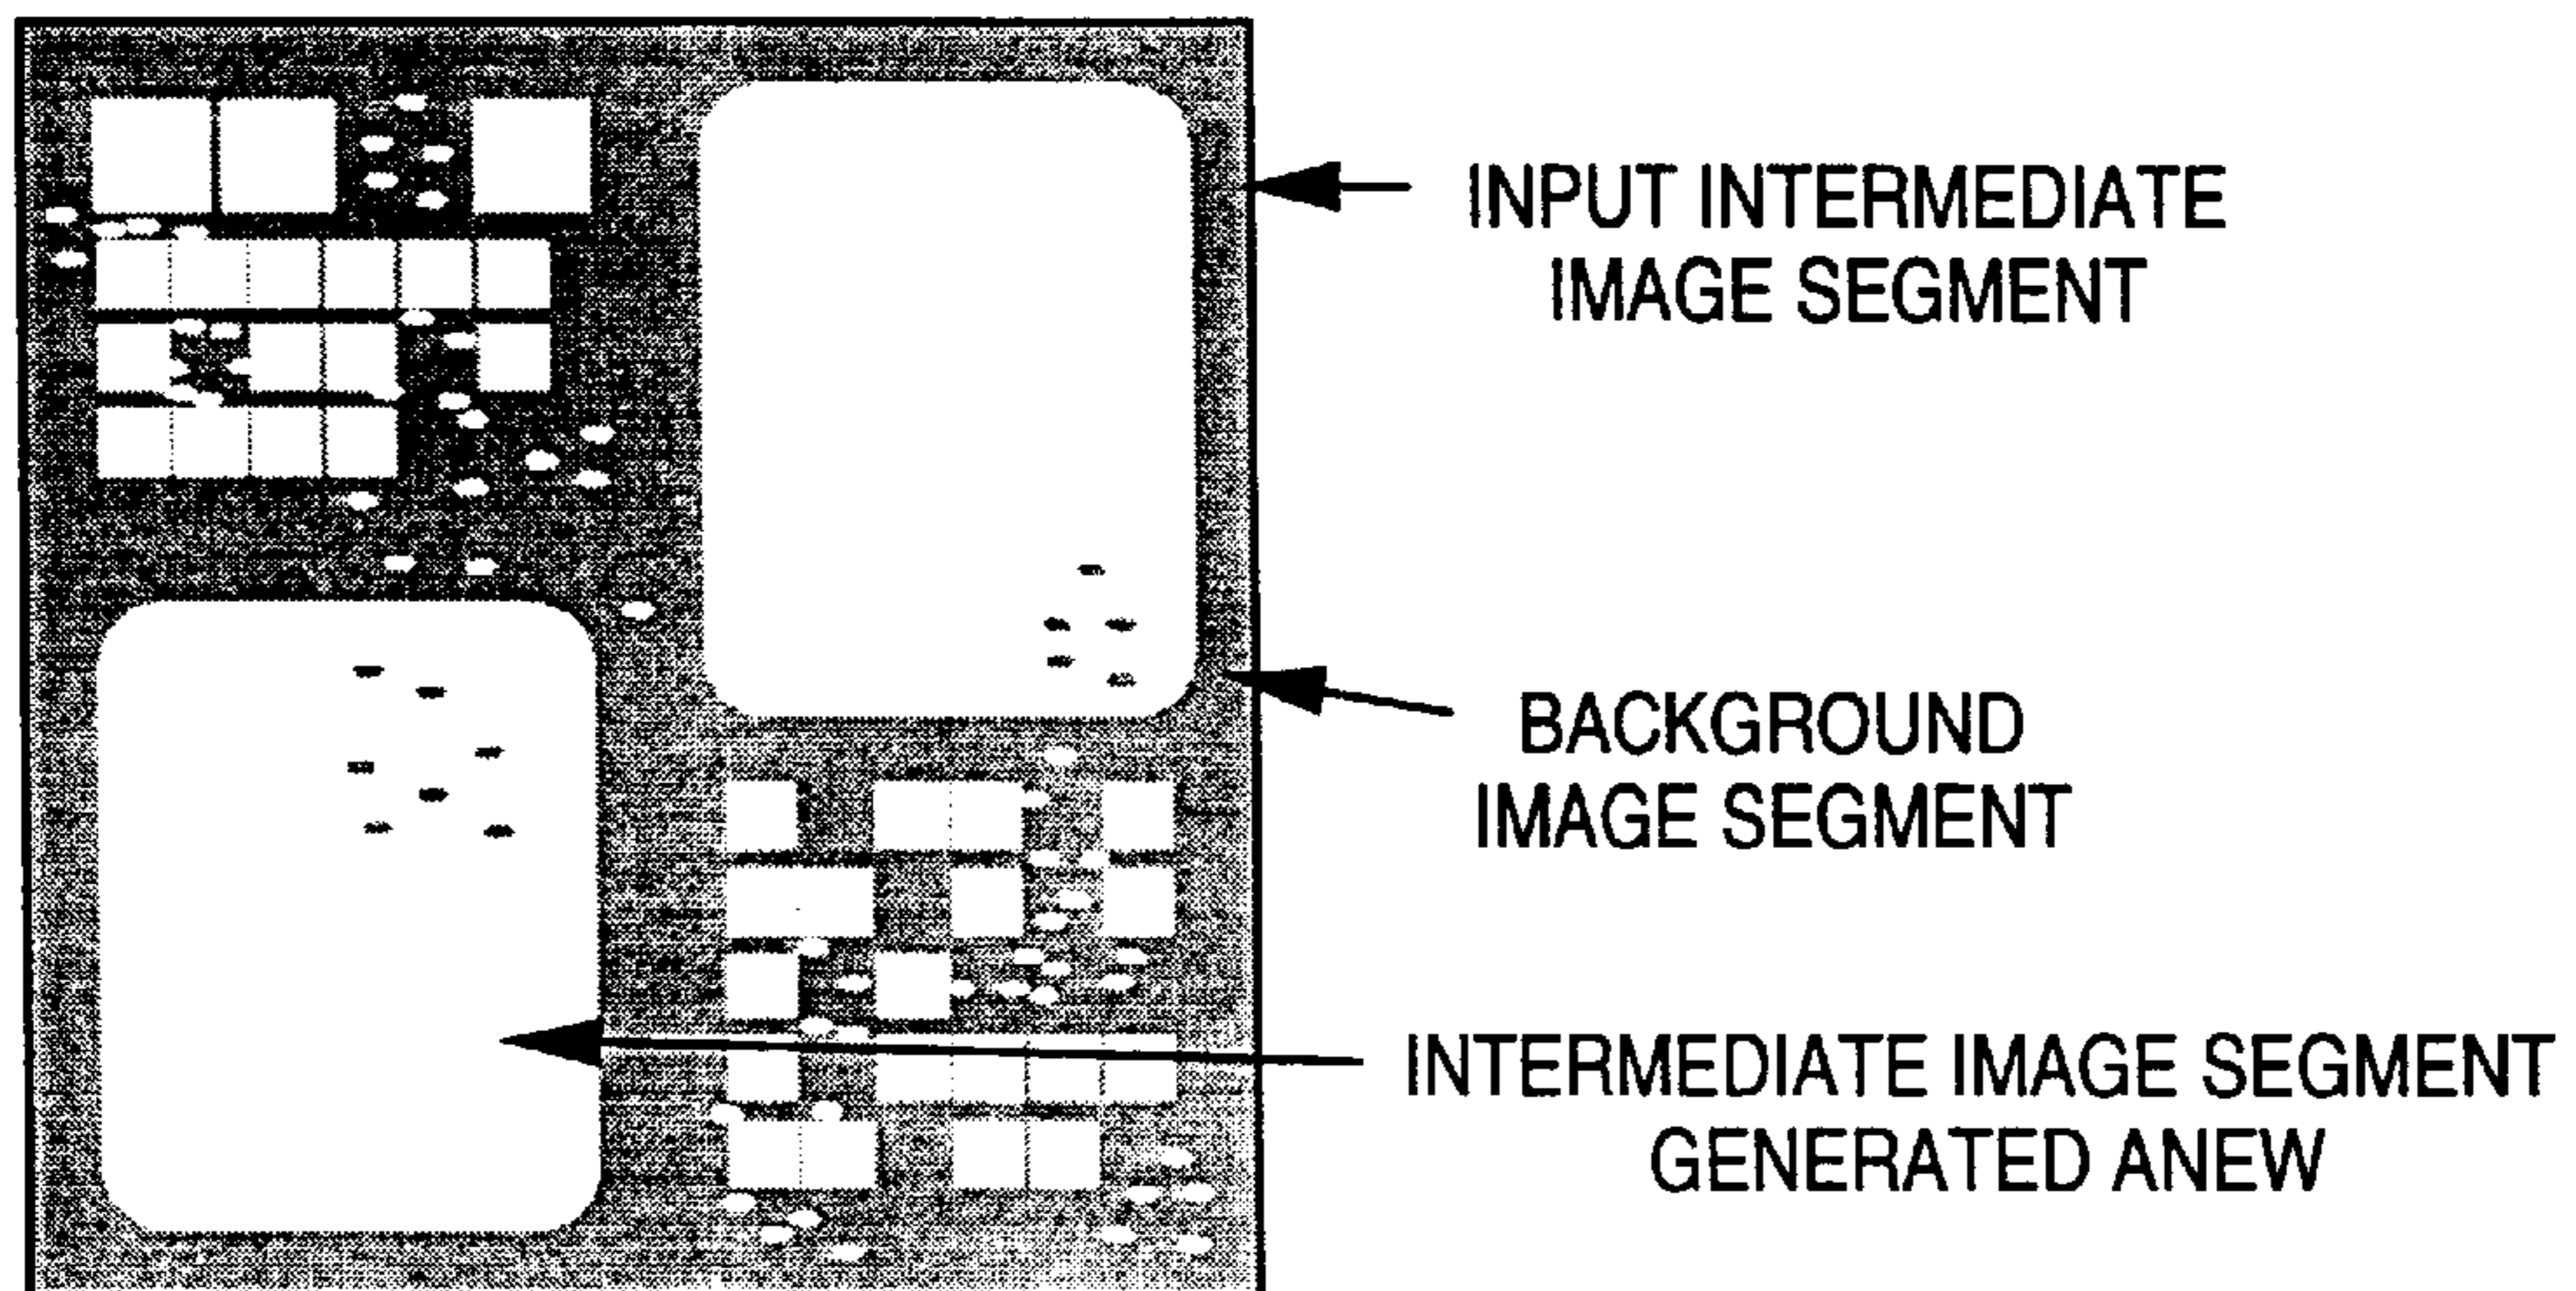 INPUT INTERMEDIATE
IMAGE SEGMENT
BACKGROUND
IMAGE SEGMENT
INTERMEDIATE IMAGE SEGMENT
GENERATED ANEW